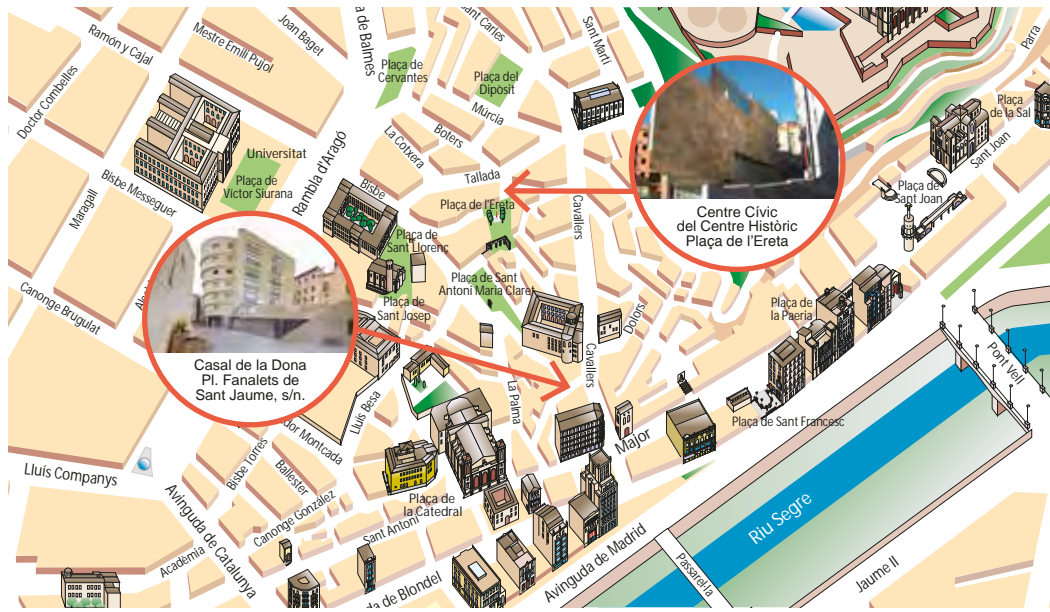 Sant Carles
Joan Baget
a de Balmes
Sant Martí
Ramón y Cajal
Mestre Emili Pujol
Parra
Plaça de
Cervantes
Plaça del
Dipòsit
Doctor Combelles
Plaça
de la Sal
Múrcia
Boters
La Cotxera
Sant Joan
Universitat
Rambla d'Aragó
Tallada
Bisbe
Plaça de
Víctor Siurana
Bisbe Messeguer
Maragall
Plaça de
Sant Joan
Plaça de l'Ereta
Cavallers
Centre Cívic
del Centre Històric
Plaça de l'Ereta
Plaça de
Sant Llorenç
Plaça de Sant
Antoni Maria Claret
Canonge Brugulat
Plaça de
Sant Josep
Plaça de
la Paeria
Dolors
Casal de la Dona
Pl. Fanalets de
Sant Jaume, s/n.
Cavallers
Pont Vell
La Palma
Lluís Besa
dor Montcada
Plaça de Sant Francesc
Major
Lluís Companys
Bisbe Torres
Ballester
Plaça de
la Catedral
Riu Segre
Avinguda de Catalunya
Canonge González
Sant Antoni
Acadèmia
Avinguda de Madrid
Passarel·la
Jaume II
da de Blondel